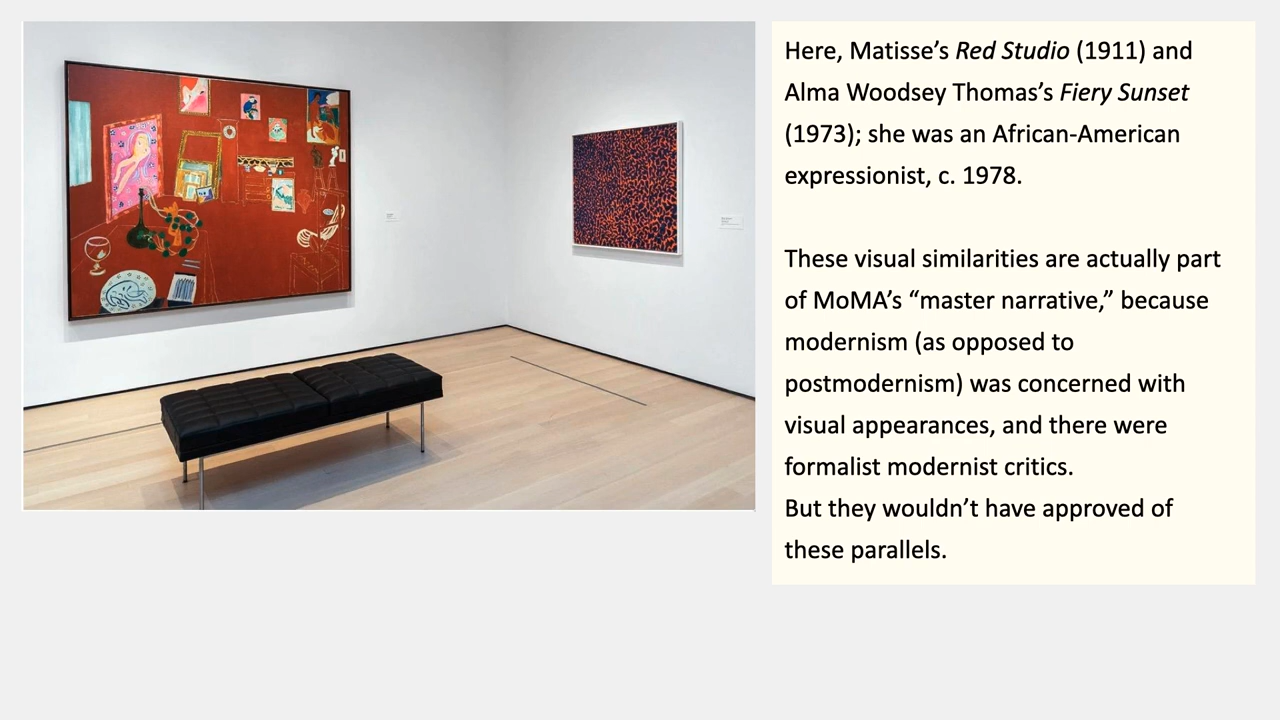 Here, Matisse’s Red Studio (1911) and
Alma Woodsey Thomas’s Fiery Sunset
(1973); she was an African-American
expressionist, c. 1978.
These visual similarities are actually part
of MoMA’s “master narrative,” because
modernism (as opposed to
postmodernism) was concerned with
visual appearances, and there were
formalist modernist critics.
But they wouldn’t have approved of
these parallels.